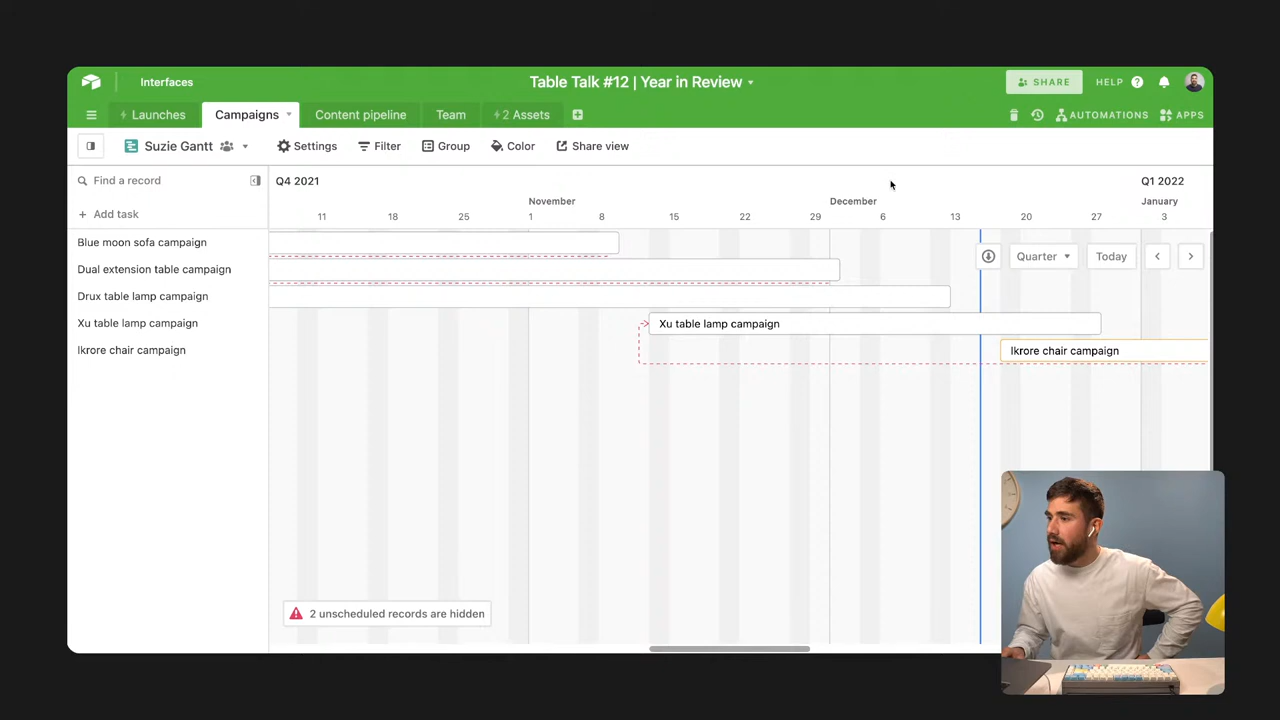 Interfaces
Table Talk #12 | Year in Review
SHARE
HELP
Launches
Campaigns
Content pipeline
Team
2 Assets
AUTOMATIONS
APPS
Suzie Gantt
Settings
Filter
Group
Color
Share view
Find a record
Q4 2021
Q1 2022
November
December
January
Add task
11
18
25
1
8
15
22
29
6
13
20
27
3
Blue moon sofa campaign
Quarter
Today
Dual extension table campaign
Drux table lamp campaign
Xu table lamp campaign
Xu table lamp campaign
Ikrore chair campaign
Ikrore chair campaign
2 unscheduled records are hidden